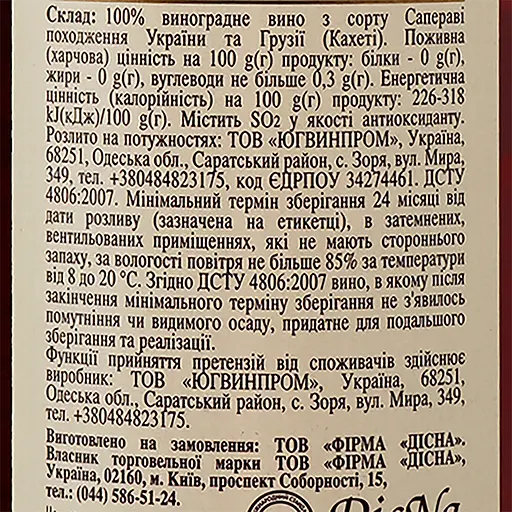 Склад: 100% виноградне вино з сорту Сапераві
походження України та Грузії (Кахеті). Поживна
(харчова) цінність на 100 g(г) продукту: білки - 0 g(г),
жири - 0 g(г), вуглеводи не більше 0,3 g(г). Енергетична
цінність (калорійність) на 100 g(г) продукту: 226-318
kJ(кДж)/100 g(г). Містить SO2 у якості антиоксиданту.
Розлито на потужностях: ТОВ «ЮГВИНПРОМ», Україна,
68251, Одеська обл., Саратський район, с. Зоря, вул. Мира,
349, тел. +380484823175, код ЄДРПОУ 34274461. ДСТУ
4806:2007. Мінімальний термін зберігання 24 місяці від
дати розливу (зазначена на етикетці), в затемнених,
вентильованих приміщеннях, які не мають стороннього
запаху, за вологості повітря не більше 85% за температури
від 8 до 20 °С. Згідно ДСТУ 4806:2007 вино, в якому після
закінчення мінімального терміну зберігання не з'явилось
помутніння чи видимого осаду, придатне для подальшого
зберігання та реалізації.
Функції прийняття претензій від споживачів здійснює
виробник: ТОВ «ЮГВИНПРОМ», Україна, 68251,
Одеська обл., Саратський район, с. Зоря, вул. Мира, 349,
тел. +380484823175.
Виготовлено на замовлення: ТОВ «ФІРМА «ДІСНА».
Власник торговельної марки ТОВ «ФІРМА «ДІСНА»,
Україна, 02160, м. Київ, проспект Соборності, 15,
тел.: (044) 586-51-24.
DisNa